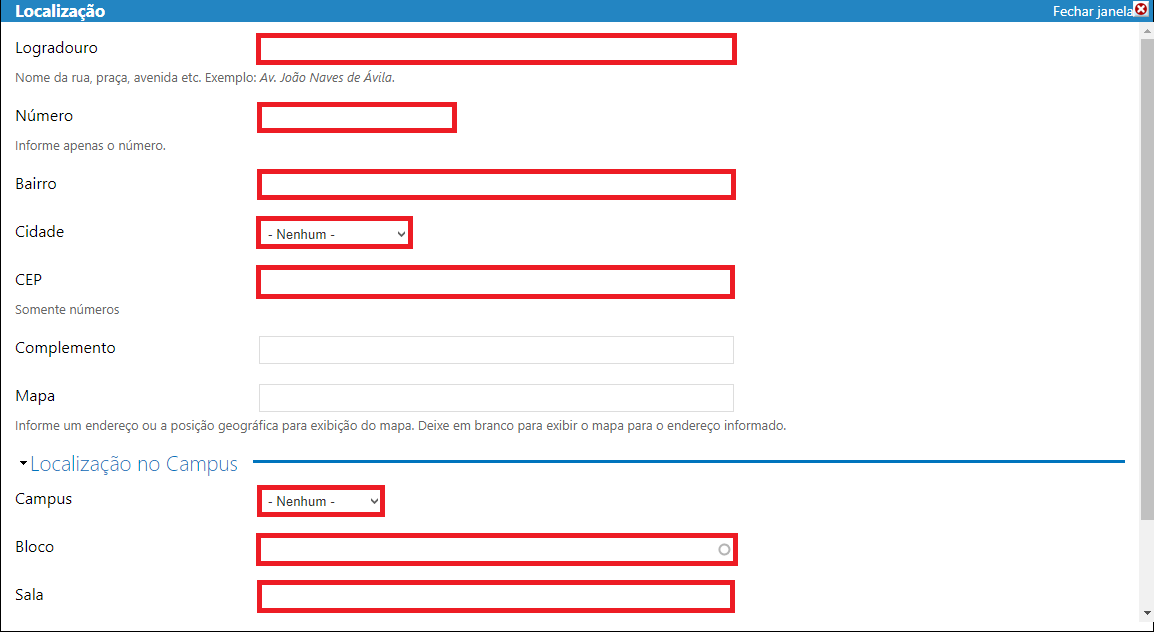 Localização
Fechar janela
Logradouro
Nome da rua, praça, avenida etc. Exemplo: Av. João Naves de Ávila.
Número
Informe apenas o número.
Bairro
Cidade
- Nenhum -
CEP
Somente números
Complemento
Mapa
Informe um endereço ou a posição geográfica para exibição do mapa. Deixe em branco para exibir o mapa para o endereço informado.
Localização no Campus
Campus
- Nenhum -
Bloco
Sala